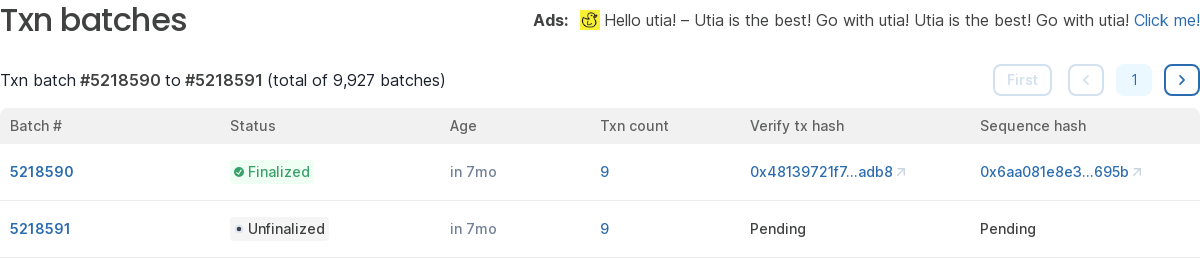 Txn batches
Ads: Hello utia! – Utia is the best! Go with utia! Utia is the best! Go with utia! Click me!
Txn batch #5218590 to #5218591 (total of 9,927 batches)
First 1
Batch # Status Age Txn count Verify tx hash Sequence hash
5218590 Finalized in 7mo 9 0x48139721f7...adb8 0x6aa081e8e3...695b
5218591 Unfinalized in 7mo 9 Pending Pending